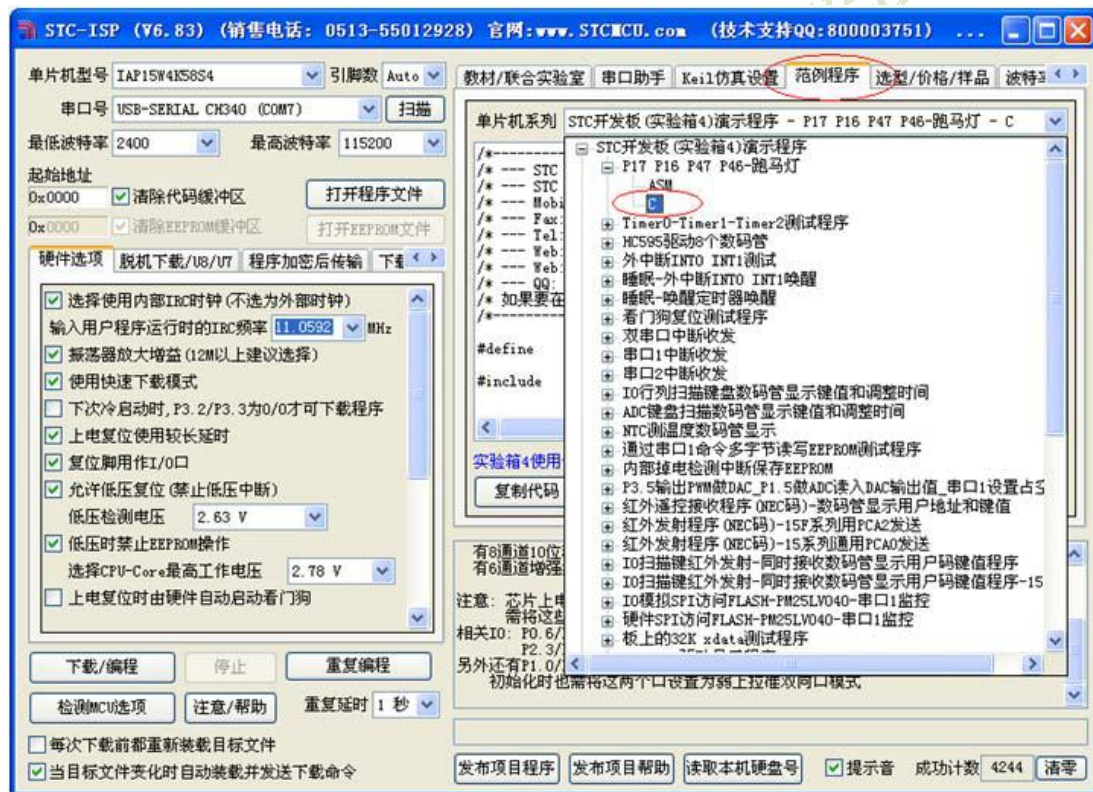 STC-ISP (V6.83) (销售电话: 0513-55012928) 官网:www.STCMCU.com (技术支持QQ:800003751) ...
单片机型号 IAP15W4K58S4 引脚数 Auto
串口号 USB-SERIAL CH340 (COM7) 扫描
最低波特率 2400 最高波特率 115200
起始地址
0x0000 清除代码缓冲区 打开程序文件
0x0000 清除EEPROM缓冲区 打开EEPROM文件
硬件选项 脱机下载/U8/U7 程序加密后传输
选择使用内部IRC时钟(不选为外部时钟)
输入用户程序运行时的IRC频率 11.0592 MHz
振荡器放大增益(12M以上建议选择)
使用快速下载模式
下次冷启动时,P3.2/P3.3为0/0才可下载程序
上电复位使用较长延时
复位脚用作I/O口
允许低压复位(禁止低压中断)
低压检测电压 2.63 V
低压时禁止EEPROM操作
选择CPU-Core最高工作电压 2.78 V
上电复位时由硬件自动启动看门狗
下载/编程 停止 重复编程
检测MCU选项 注意/帮助 重复延时 1 秒
每次下载前都重新装载目标文件
当目标文件变化时自动装载并发送下载命令
教材/联合实验室 串口助手 Keil仿真设置 范例程序 选型/价格/样品 波特率
单片机系列 STC开发板(实验箱4)演示程序 - P17 P16 P47 P46-跑马灯 - C
/*--------
/* --- STC
/* --- STC
/* --- Mobi
/* --- Fax:
/* --- Tel:
/* --- Web:
/* --- Web:
/* --- QQ:
/* 如果要在
/*--------
#define
#include
实验箱4使用
复制代码
STC开发板(实验箱4)演示程序
P17 P16 P47 P46-跑马灯
ASM
C
Timer0-Timer1-Timer2测试程序
HC595驱动8个数码管
外中断INT0 INT1测试
睡眠-外中断INT0 INT1唤醒
睡眠-唤醒定时器唤醒
看门狗复位测试程序
双串口中断收发
串口1中断收发
串口2中断收发
IO行列扫描键盘数码管显示键值和调整时间
ADC键盘扫描数码管显示键值和调整时间
NTC测温度数码管显示
通过串口1命令多字节读写EEPROM测试程序
内部掉电检测中断保存EEPROM
P3.5输出PWM做DAC_P1.5做ADC读入DAC输出值_串口1设置占空
红外遥控接收程序(NEC码)-数码管显示用户地址和键值
红外发射程序(NEC码)-15F系列用PCA2发送
红外发射程序(NEC码)-15系列通用PCA0发送
IO扫描键红外发射-同时接收数码管显示用户码键值程序
IO扫描键红外发射-同时接收数码管显示用户码键值程序-15
IO模拟SPI访问FLASH-PM25LV040-串口1监控
硬件SPI访问FLASH-PM25LV040-串口1监控
板上的32K xdata测试程序
有8通道10位
有6通道增强
注意: 芯片上电
需将这些
相关IO: P0.6/
P2.3/
另外还有P1.0/
初始化时也需将这两个口设置为弱上拉准双向口模式
发布项目程序 发布项目帮助 读取本机硬盘号 提示音 成功计数 4244 清零